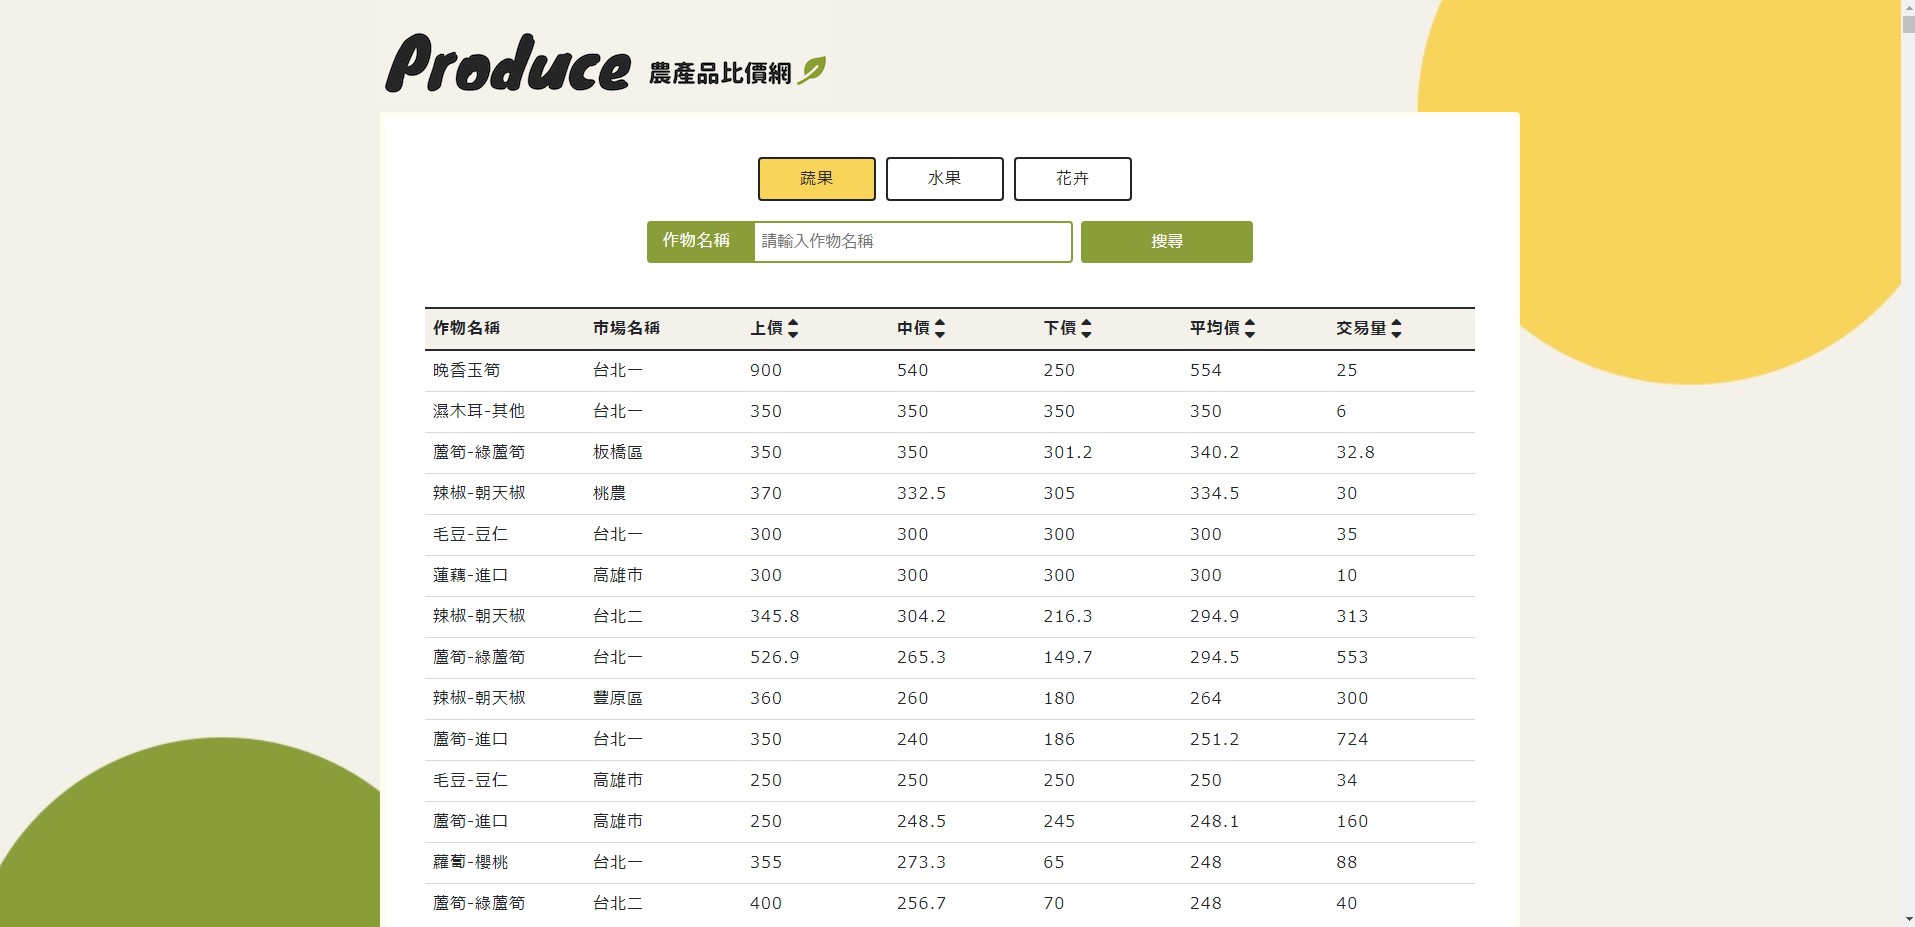 Produce 農產品比價網
蔬果 水果 花卉
作物名稱 請輸入作物名稱 搜尋
作物名稱 市場名稱 上價 中價 下價 平均價 交易量
晚香玉筍 台北一 900 540 250 554 25
濕木耳-其他 台北一 350 350 350 350 6
蘆筍-綠蘆筍 板橋區 350 350 301.2 340.2 32.8
辣椒-朝天椒 桃農 370 332.5 305 334.5 30
毛豆-豆仁 台北一 300 300 300 300 35
蓮藕-進口 高雄市 300 300 300 300 10
辣椒-朝天椒 台北二 345.8 304.2 216.3 294.9 313
蘆筍-綠蘆筍 台北一 526.9 265.3 149.7 294.5 553
辣椒-朝天椒 豐原區 360 260 180 264 300
蘆筍-進口 台北一 350 240 186 251.2 724
毛豆-豆仁 高雄市 250 250 250 250 34
蘆筍-進口 高雄市 250 248.5 245 248.1 160
蘿蔔-櫻桃 台北一 355 273.3 65 248 88
蘆筍-綠蘆筍 台北二 400 256.7 70 248 40